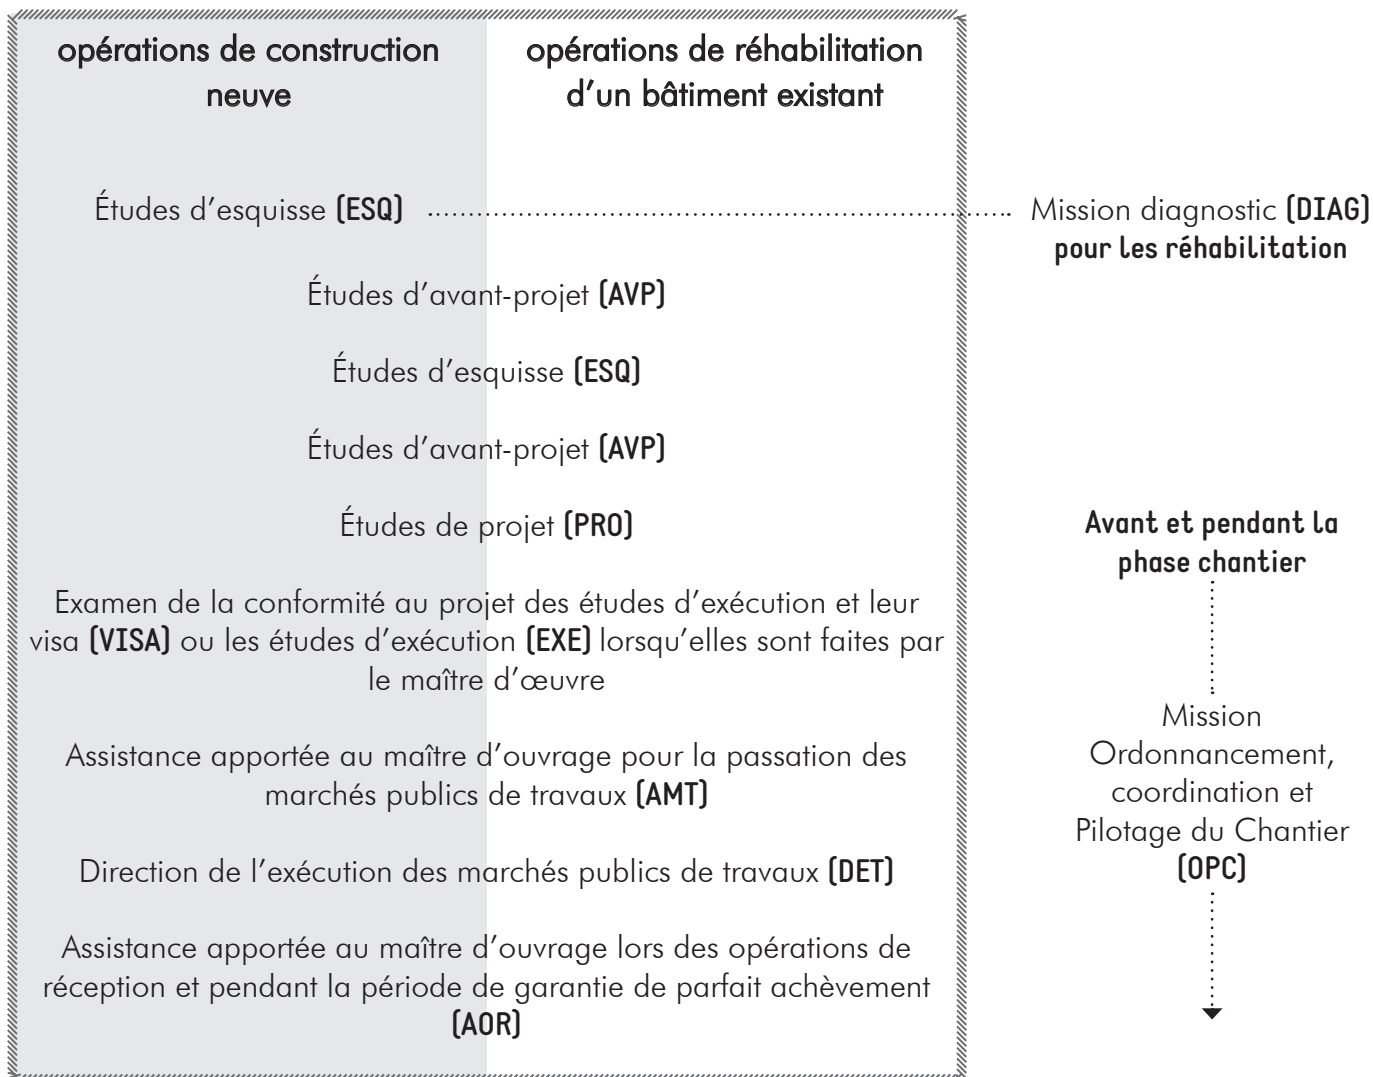 opérations de construction
neuve
opérations de réhabilitation
d'un bâtiment existant
Études d'esquisse (ESQ)
Mission diagnostic (DIAG)
pour les réhabilitation
Études d'avant-projet (AVP)
Études d'esquisse (ESQ)
Études d'avant-projet (AVP)
Études de projet (PRO)
Examen de la conformité au projet des études d'exécution et leur
visa (VISA) ou les études d'exécution (EXE) lorsqu'elles sont faites par
le maître d'œuvre
Assistance apportée au maître d'ouvrage pour la passation des
marchés publics de travaux (AMT)
Direction de l'exécution des marchés publics de travaux (DET)
Assistance apportée au maître d'ouvrage lors des opérations de
réception et pendant la période de garantie de parfait achèvement
(AOR)
Avant et pendant la
phase chantier
Mission
Ordonnancement,
coordination et
Pilotage du Chantier
(OPC)